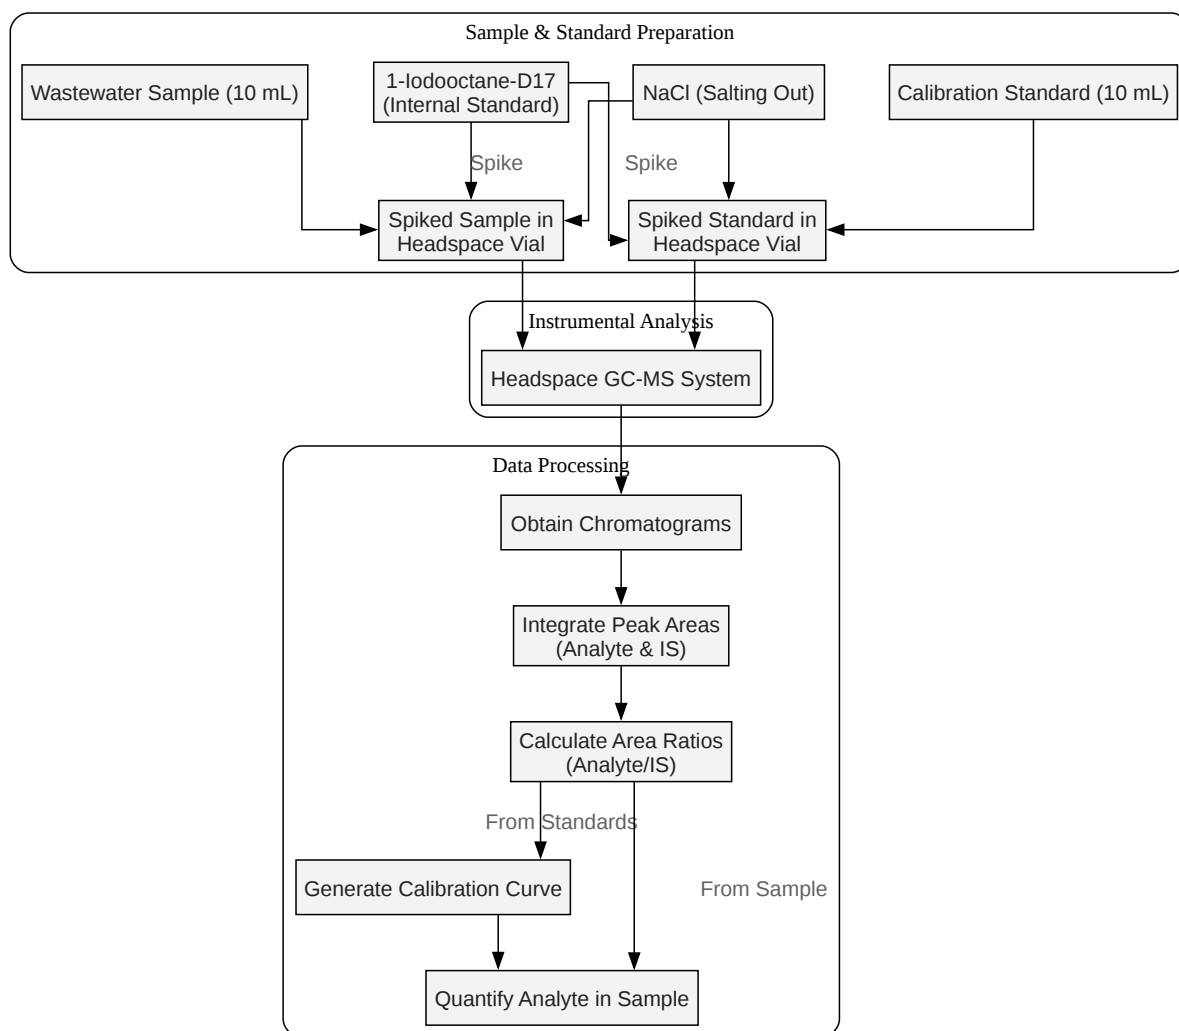 Sample & Standard Preparation
Wastewater Sample (10 mL)
1-Iodooctane-D17
(Internal Standard)
NaCl (Salting Out)
Calibration Standard (10 mL)
Spike
Spike
Spiked Sample in
Headspace Vial
Spiked Standard in
Headspace Vial
Instrumental Analysis
Headspace GC-MS System
Data Processing
Obtain Chromatograms
Integrate Peak Areas
(Analyte & IS)
Calculate Area Ratios
(Analyte/IS)
From Standards
Generate Calibration Curve
From Sample
Quantify Analyte in Sample